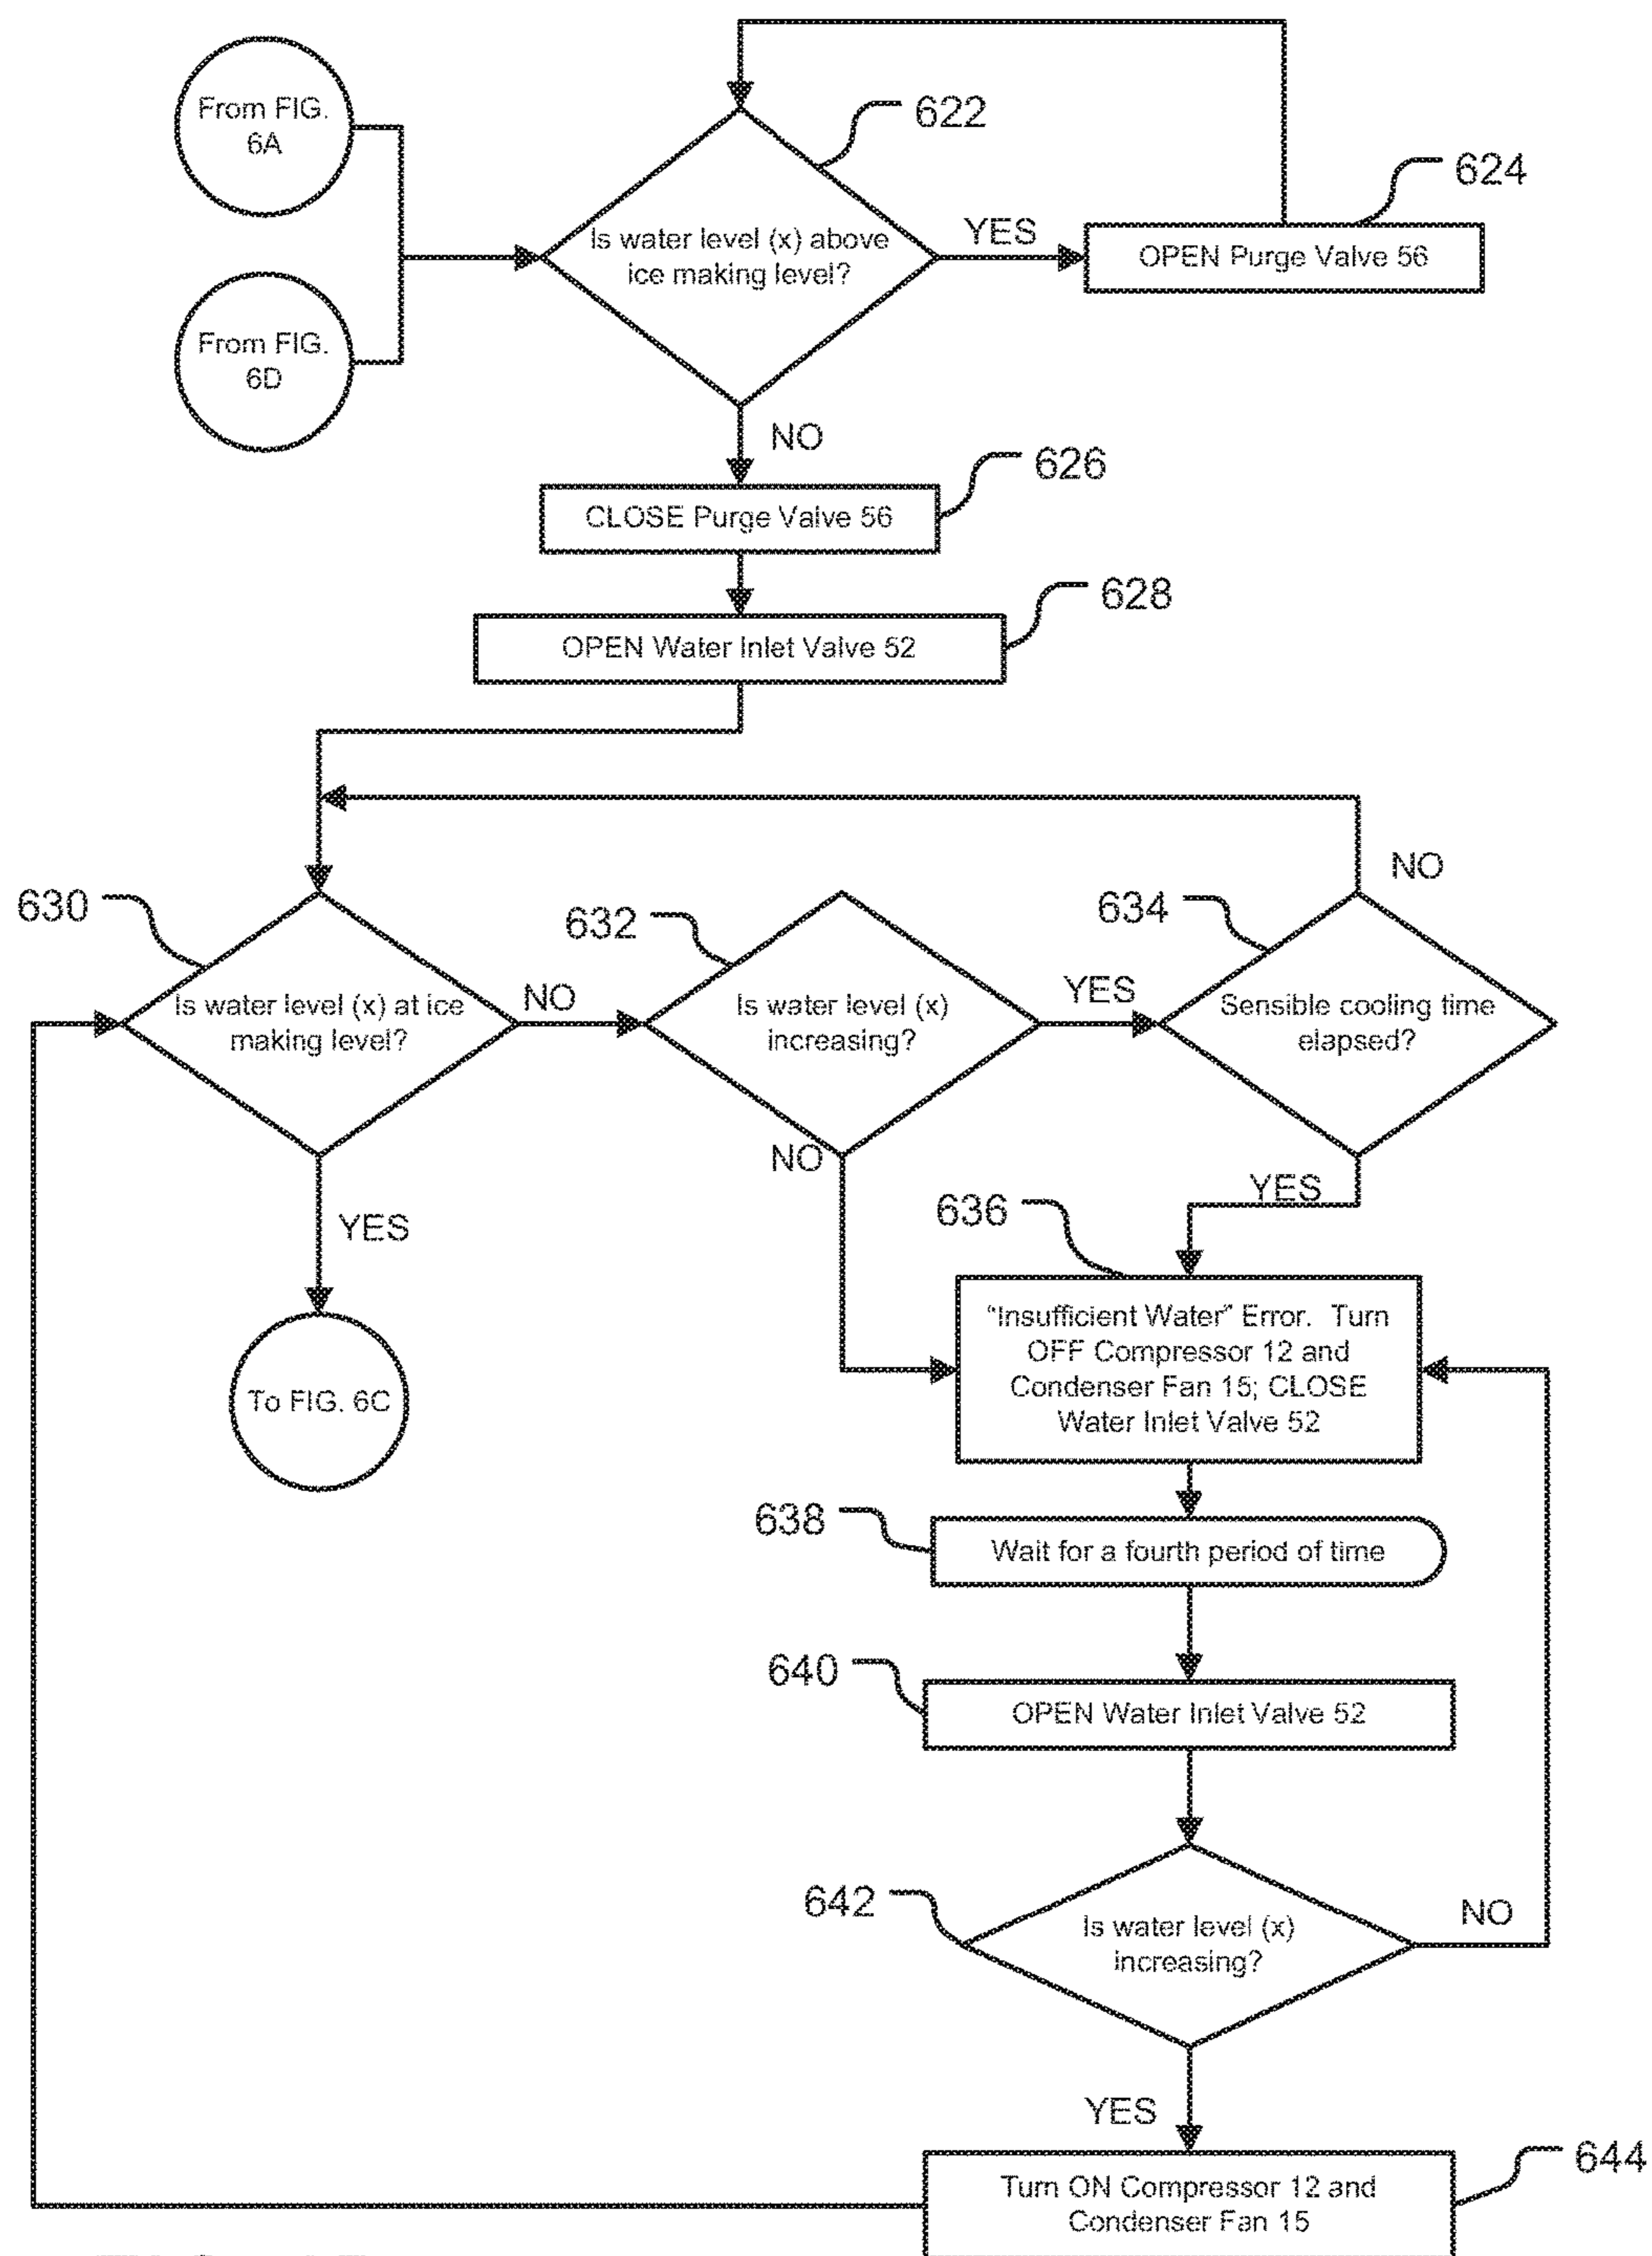 From FIG.
6A
622
624
Is water level (x) above
ice making level?
YES
OPEN Purge Valve 56
From FIG.
6D
NO
626
CLOSE Purge Valve 56
628
OPEN Water Inlet Valve 52
NO
630
632
634
Is water level (x) at ice
making level?
NO
Is water level (x)
increasing?
YES
Sensible cooling time
elapsed?
NO
YES
YES
636
"Insufficient Water" Error. Turn
OFF Compressor 12 and
Condenser Fan 15; CLOSE
Water Inlet Valve 52
To FIG. 6C
638
Wait for a fourth period of time
640
OPEN Water Inlet Valve 52
642
Is water level (x)
increasing?
NO
YES
644
Turn ON Compressor 12 and
Condenser Fan 15